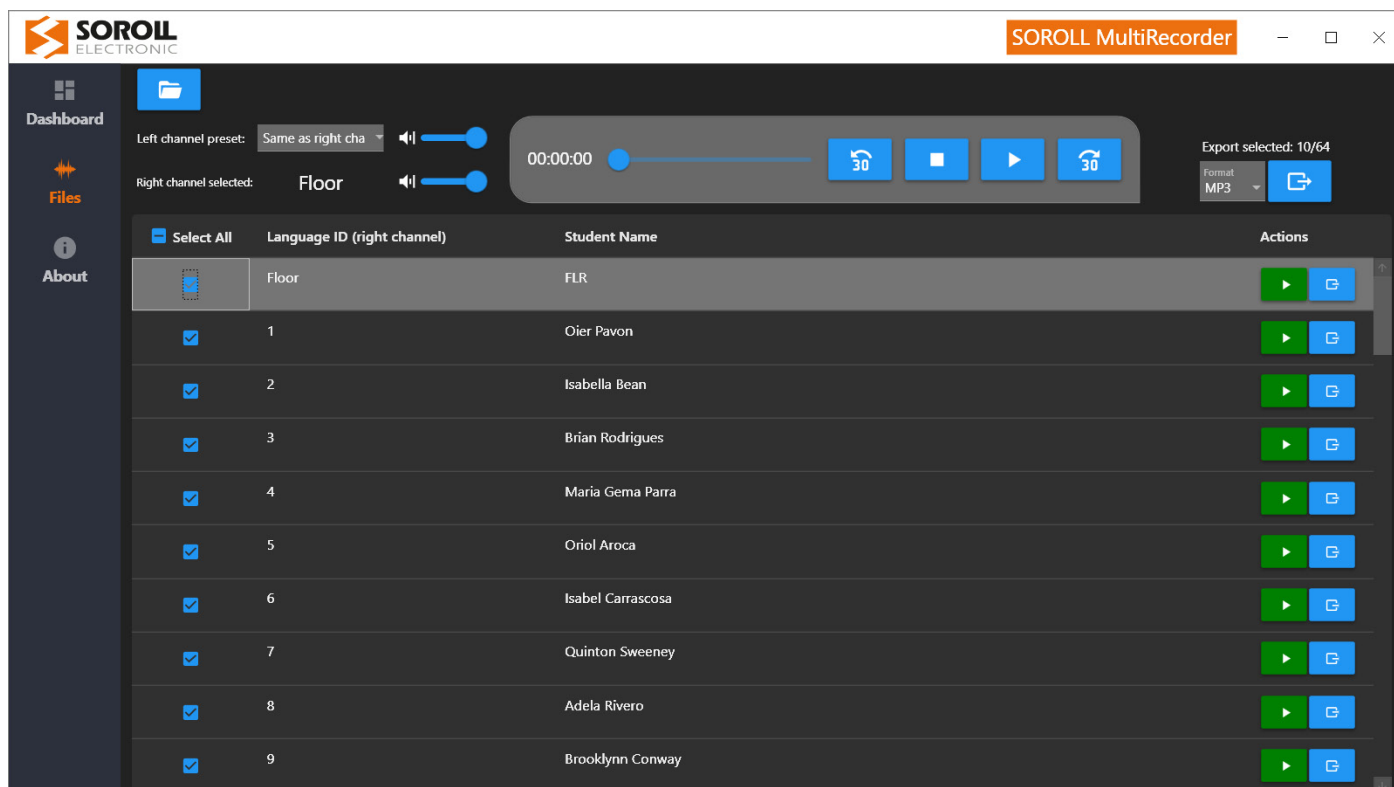 SOROLL
ELECTRONIC
SOROLL MultiRecorder
Dashboard
Files
About
Left channel preset: Same as right cha
Right channel selected: Floor
00:00:00
30
30
Export selected: 10/64
Format
MP3
Select All Language ID (right channel) Student Name Actions
Floor FLR
1 Oier Pavon
2 Isabella Bean
3 Brian Rodrigues
4 Maria Gema Parra
5 Oriol Aroca
6 Isabel Carrascosa
7 Quinton Sweeney
8 Adela Rivero
9 Brooklynn Conway